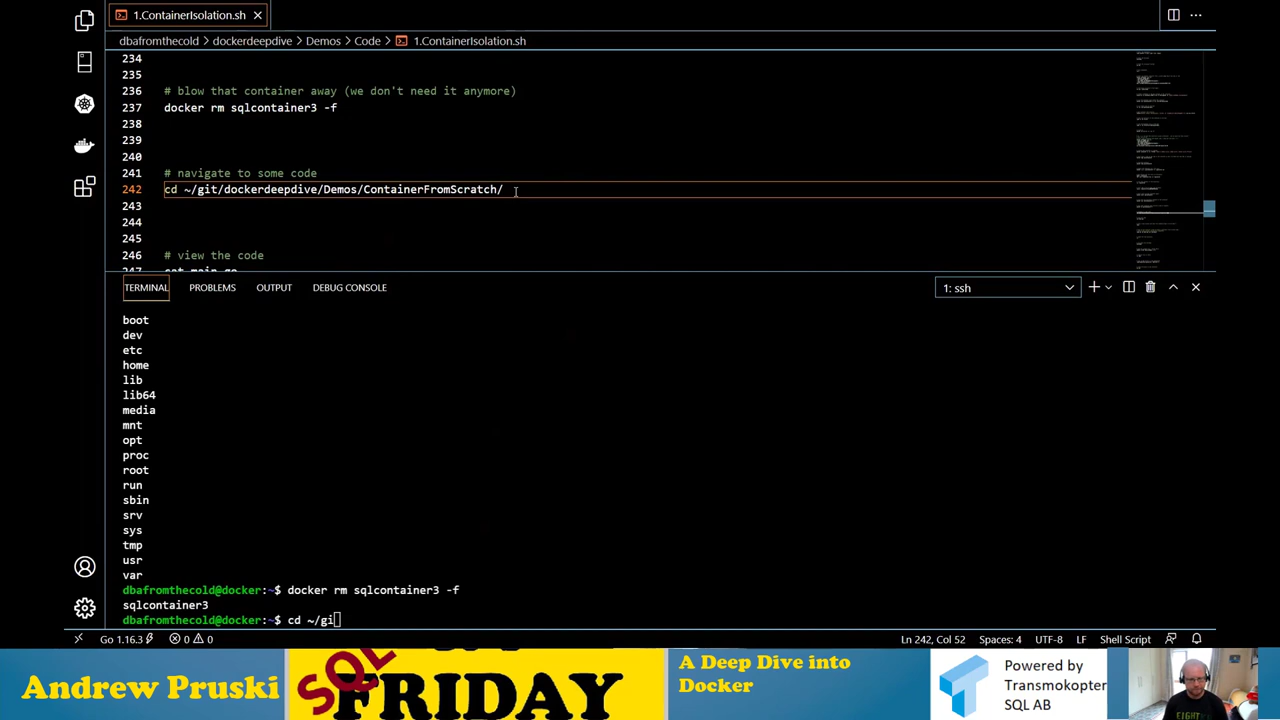 1.ContainerIsolation.sh
dbafromthecold > dockerdeepdive > Demos > Code > 1.ContainerIsolation.sh
234
235
236 # blow that container away (we don't need it anymore)
237 docker rm sqlcontainer3 -f
238
239
240
241 # navigate to some code
242 cd ~/git/dockerdeepdive/Demos/ContainerFromScratch/
243
244
245
246 # view the code
247 cat main.go
TERMINAL PROBLEMS OUTPUT DEBUG CONSOLE 1: ssh
boot
dev
etc
home
lib
lib64
media
mnt
opt
proc
root
run
sbin
srv
sys
tmp
usr
var
dbafromthecold@docker:~$ docker rm sqlcontainer3 -f
sqlcontainer3
dbafromthecold@docker:~$ cd ~/gi
Go 1.16.3 0 0 Ln 242, Col 52 Spaces: 4 UTF-8 LF Shell Script
Andrew Pruski
SQL
FRIDAY
A Deep Dive into
Docker
Powered by
Transmokopter
SQL AB
EIGHT